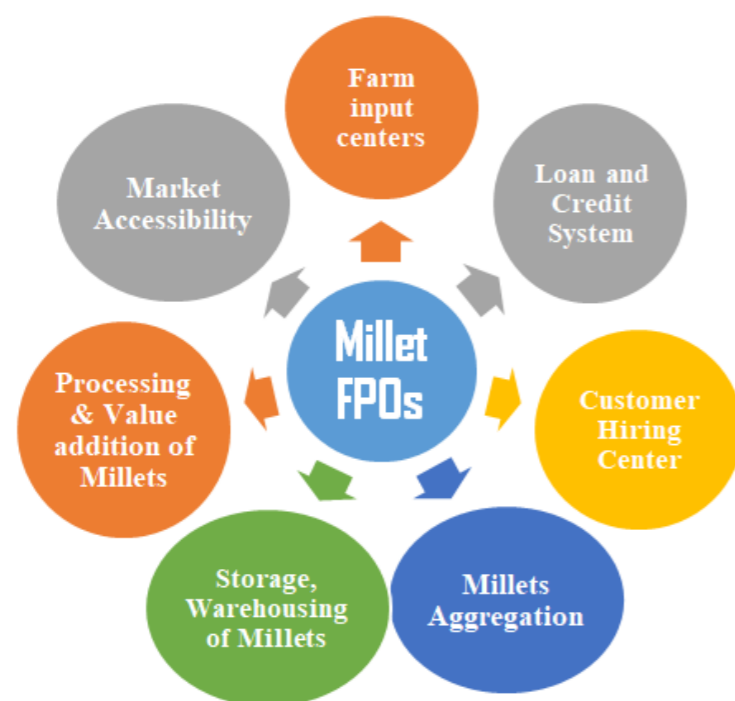 Farm
input
centers
Loan and
Credit
System
Market
Accessibility
Millet
FPOs
Processing
& Value
addition of
Millets
Customer
Hiring
Center
Storage,
Warehousing
of Millets
Millets
Aggregation